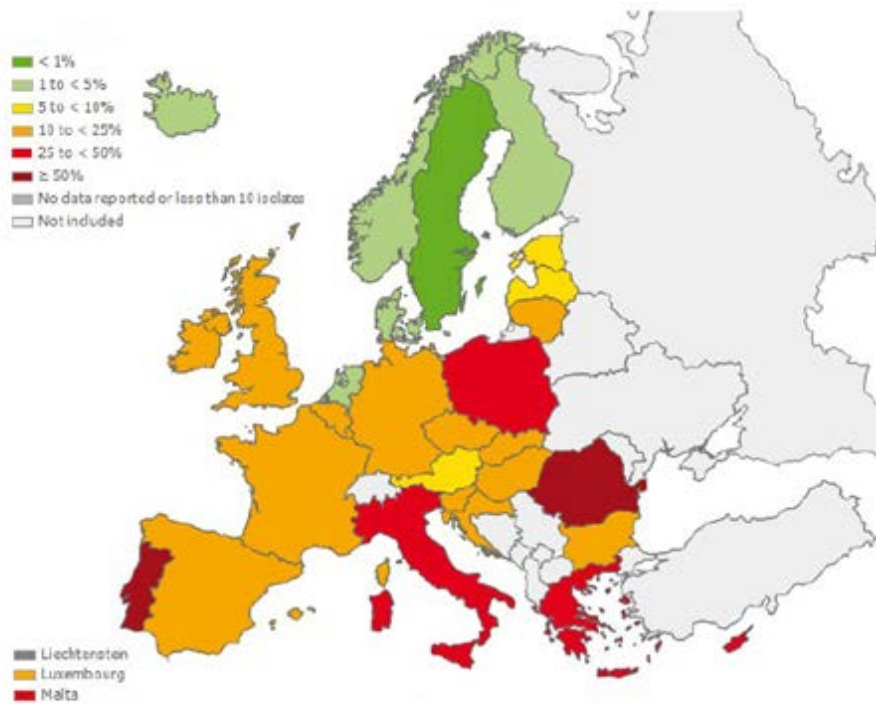 < 1%
1 to < 5%
5 to < 10%
10 to < 25%
25 to < 50%
≥ 50%
No data reported or less than 10 isolates
Not included
Liechtenstein
Luxembourg
Malta